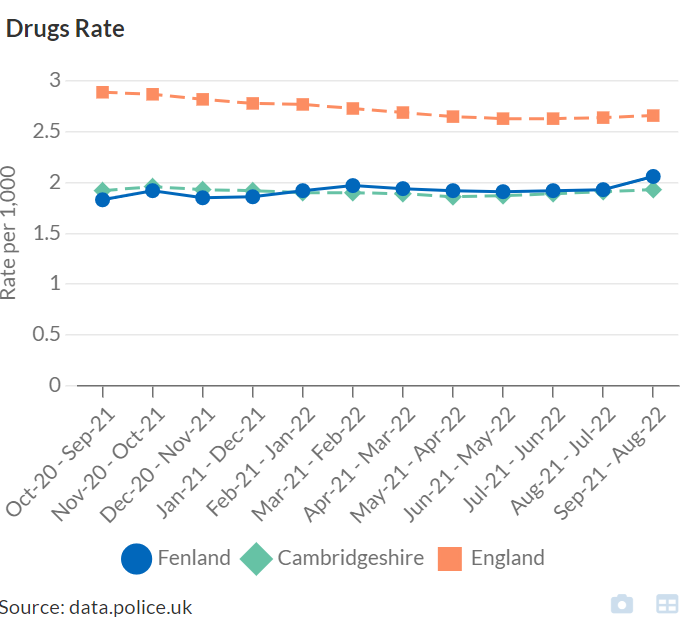 Drugs Rate
Rate per 1,000
3
2.5
2
1.5
1
0.5
0
Oct-20 - Sep-21
Nov-20 - Oct-21
Dec-20 - Nov-21
Jan-21 - Dec-21
Feb-21 - Jan-22
Mar-21 - Feb-22
Apr-21 - Mar-22
May-21 - Apr-22
Jun-21 - May-22
Jul-21 - Jun-22
Aug-21 - Jul-22
Sep-21 - Aug-22
Fenland Cambridgeshire England
Source: data.police.uk